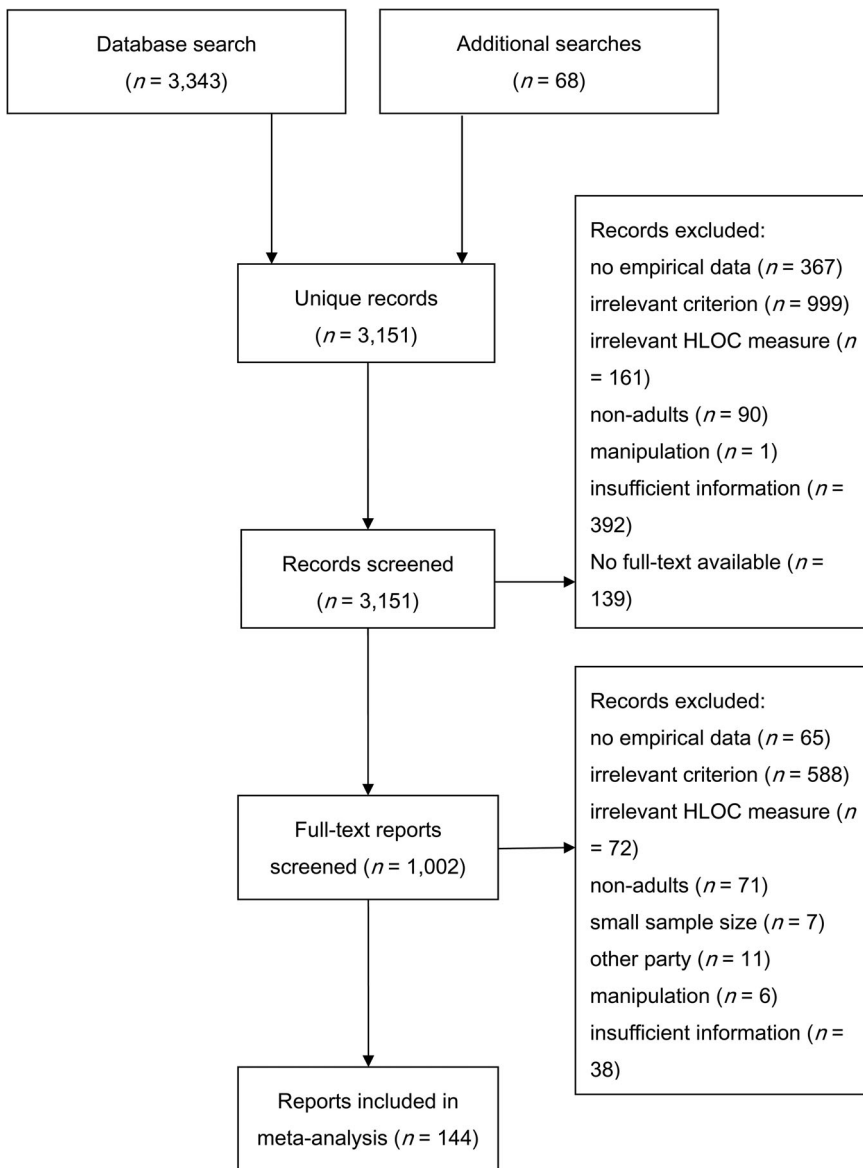 Database search
(n = 3,343)
Additional searches
(n = 68)
Unique records
(n = 3,151)
Records excluded:
no empirical data (n = 367)
irrelevant criterion (n = 999)
irrelevant HLOC measure (n
= 161)
non-adults (n = 90)
manipulation (n = 1)
insufficient information (n =
392)
No full-text available (n =
139)
Records screened
(n = 3,151)
Records excluded:
no empirical data (n = 65)
irrelevant criterion (n = 588)
irrelevant HLOC measure (n
= 72)
non-adults (n = 71)
small sample size (n = 7)
other party (n = 11)
manipulation (n = 6)
insufficient information (n =
38)
Full-text reports
screened (n = 1,002)
Reports included in
meta-analysis (n = 144)